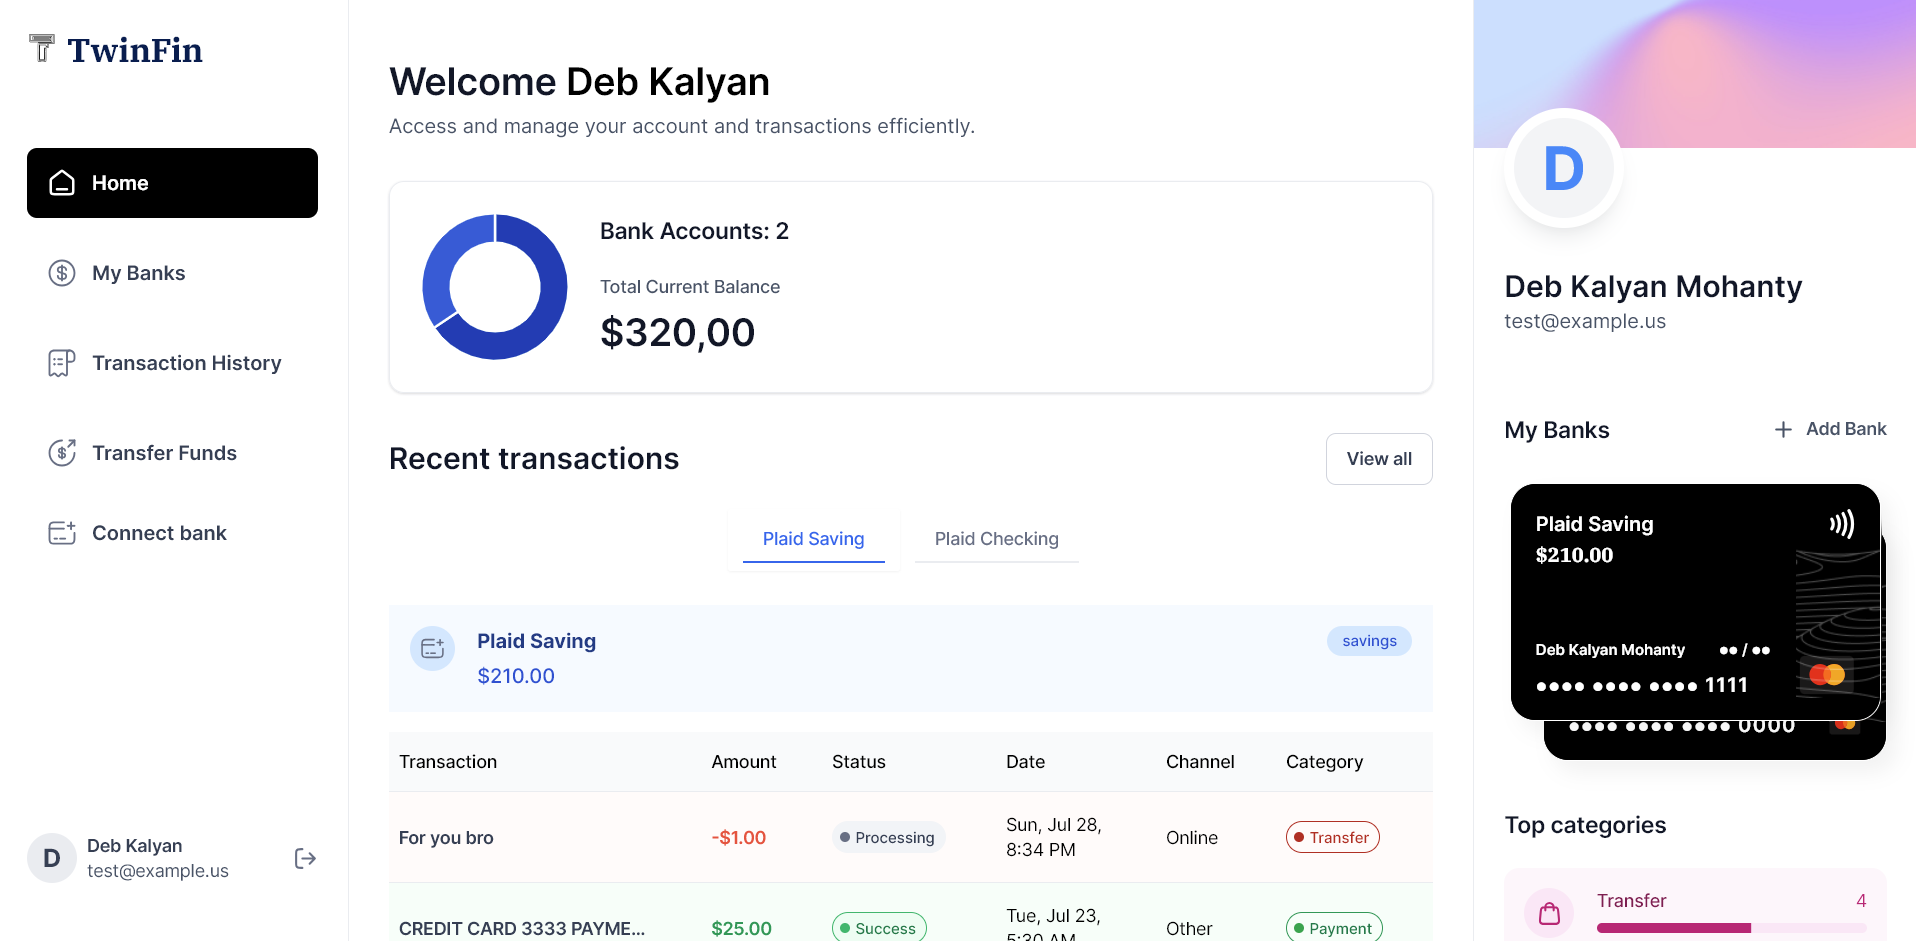 TwinFin
Home
My Banks
Transaction History
Transfer Funds
Connect bank
D
Deb Kalyan
test@example.us
Welcome Deb Kalyan
Access and manage your account and transactions efficiently.
Bank Accounts: 2
Total Current Balance
$320,00
Recent transactions
View all
Plaid Saving
Plaid Checking
Plaid Saving
savings
$210.00
Transaction Amount Status Date Channel Category
For you bro -$1.00 Processing Sun, Jul 28, 8:34 PM Online Transfer
CREDIT CARD 3333 PAYME... $25.00 Success Tue, Jul 23, 5:30 AM Other Payment
D
Deb Kalyan Mohanty
test@example.us
My Banks
+ Add Bank
Plaid Saving
$210.00
Deb Kalyan Mohanty ●● / ●●
●●●● ●●●● ●●●● 1111
●●●● ●●●● ●●●● 0000
Top categories
Transfer 4